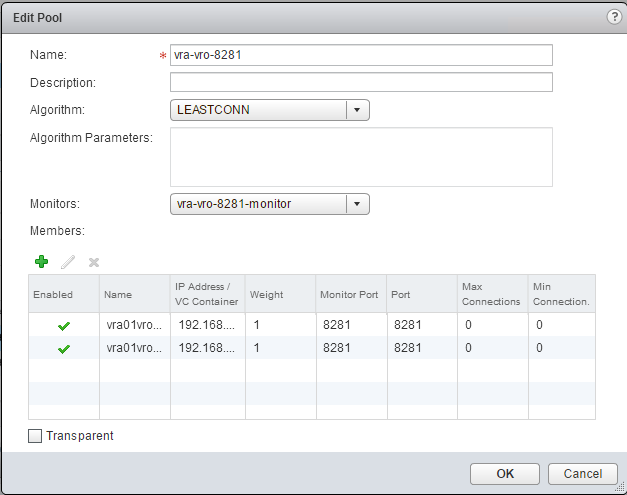 Edit Pool
?
Name: * vra-vro-8281
Description:
Algorithm: LEASTCONN
Algorithm Parameters:
Monitors: vra-vro-8281-monitor
Members:
Enabled Name IP Address / VC Container Weight Monitor Port Port Max Connections Min Connection.
vra01vro... 192.168.... 1 8281 8281 0 0
vra01vro... 192.168.... 1 8281 8281 0 0
Transparent
OK Cancel